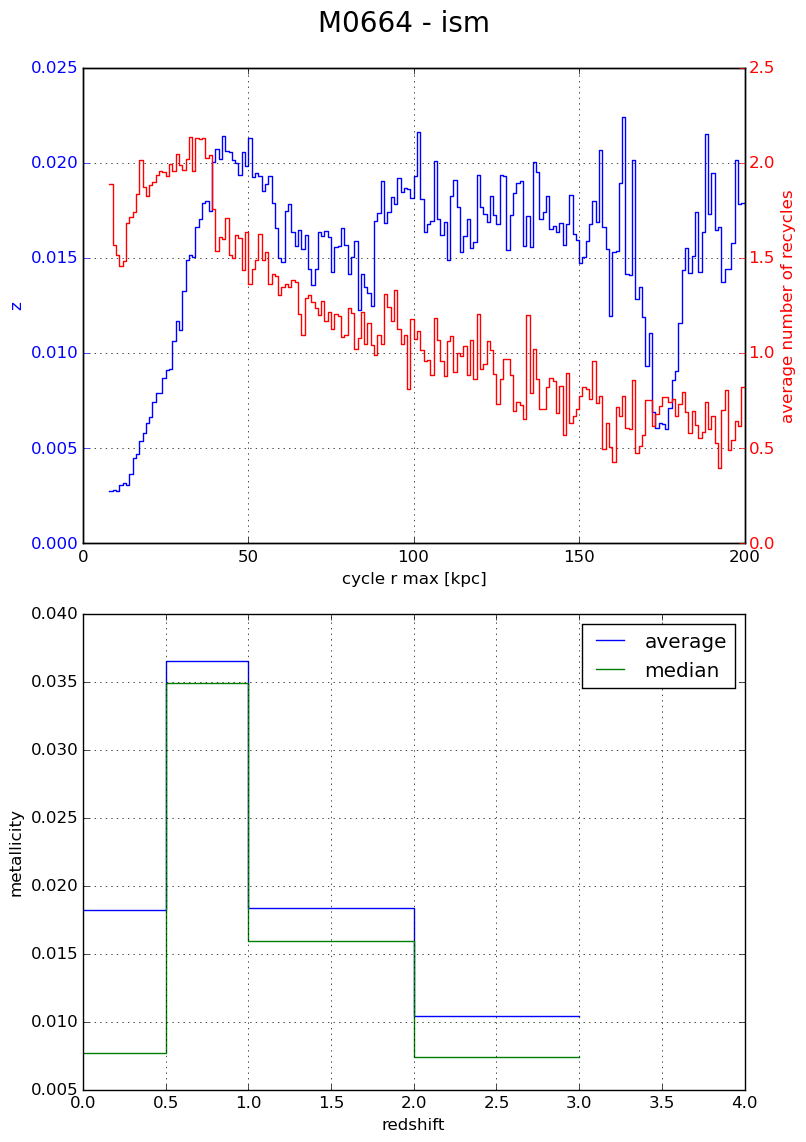 M0664 - ism
0.025
0.020
0.015
0.010
0.005
0.000
z
2.5
2.0
1.5
1.0
0.5
0.0
average number of recycles
0 50 100 150 200
cycle r max [kpc]
0.040
0.035
0.030
0.025
0.020
0.015
0.010
0.005
metallicity
average
median
0.0 0.5 1.0 1.5 2.0 2.5 3.0 3.5 4.0
redshift